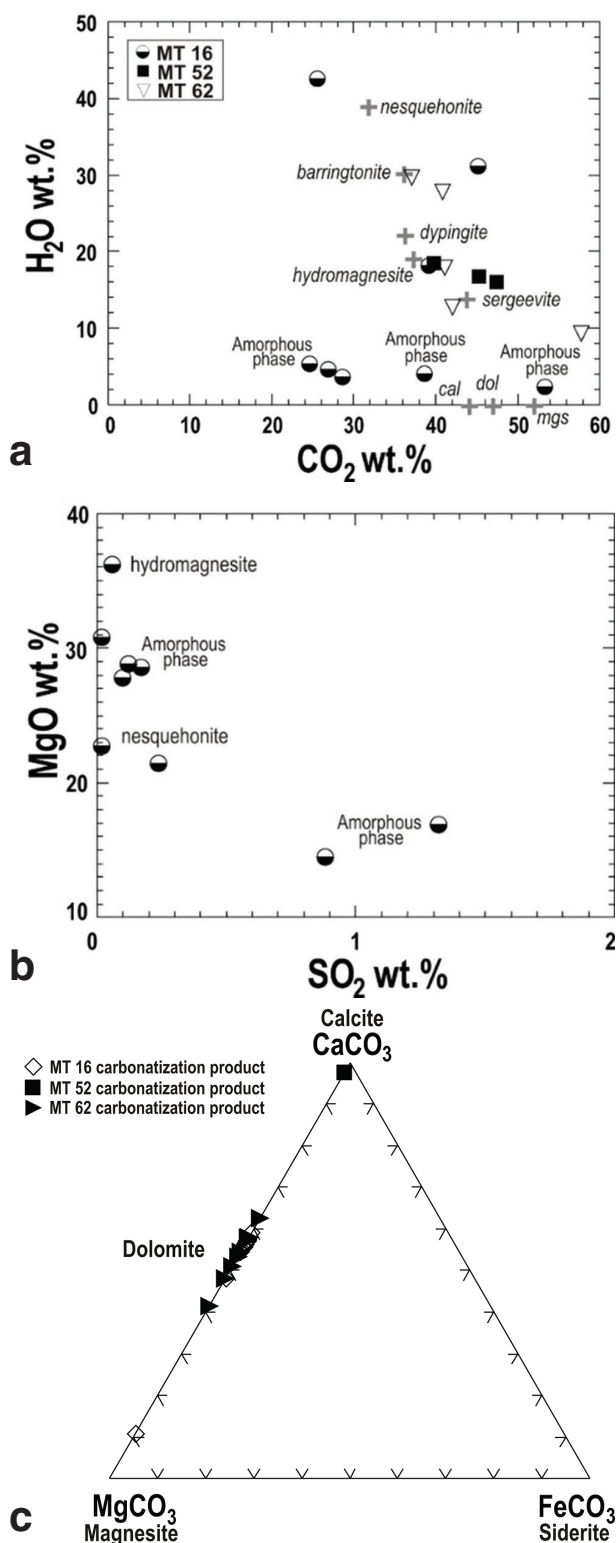 50
40
30
20
10
0
H₂O wt.%
MT 16
MT 52
MT 62
nesquehonite
barringtonite
dypingite
hydromagnesite
sergeevite
Amorphous
phase
Amorphous
phase
Amorphous
phase
cal
dol
mgs
0
10
20
30
40
50
60
CO₂ wt.%
a
40
30
20
10
MgO wt.%
hydromagnesite
Amorphous
phase
nesquehonite
Amorphous
phase
0
1
2
SO₂ wt.%
b
Calcite
CaCO₃
MT 16 carbonatization product
MT 52 carbonatization product
MT 62 carbonatization product
Dolomite
MgCO₃
Magnesite
FeCO₃
Siderite
c